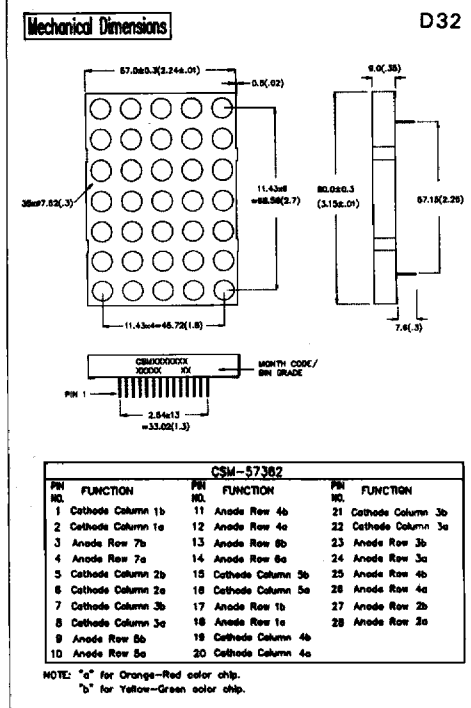 Mechanical Dimensions
D32
57.0±0.3(2.24±.01)
0.5(.02)
9.0(.35)
35xø7.62(.3)
11.43x6
=68.58(2.7)
80.0±0.3
(3.15±.01)
57.15(2.25)
11.43x4=45.72(1.8)
7.6(.3)
CSMXXXXXXX
XXXXX XX
MONTH CODE/
BIN GRADE
PIN 1
2.54x13
=33.02(1.3)
CSM-57382
PIN NO. FUNCTION PIN NO. FUNCTION PIN NO. FUNCTION
1 Cathode Column 1b 11 Anode Row 4b 21 Cathode Column 3b
2 Cathode Column 1a 12 Anode Row 4a 22 Cathode Column 3a
3 Anode Row 7b 13 Anode Row 6b 23 Anode Row 3b
4 Anode Row 7a 14 Anode Row 6a 24 Anode Row 3a
5 Cathode Column 2b 15 Cathode Column 5b 25 Anode Row 4b
6 Cathode Column 2a 16 Cathode Column 5a 26 Anode Row 4a
7 Cathode Column 3b 17 Anode Row 1b 27 Anode Row 2b
8 Cathode Column 3a 18 Anode Row 1a 28 Anode Row 2a
9 Anode Row 5b 19 Cathode Column 4b
10 Anode Row 5a 20 Cathode Column 4a
NOTE: "a" for Orange-Red color chip.
"b" for Yellow-Green color chip.